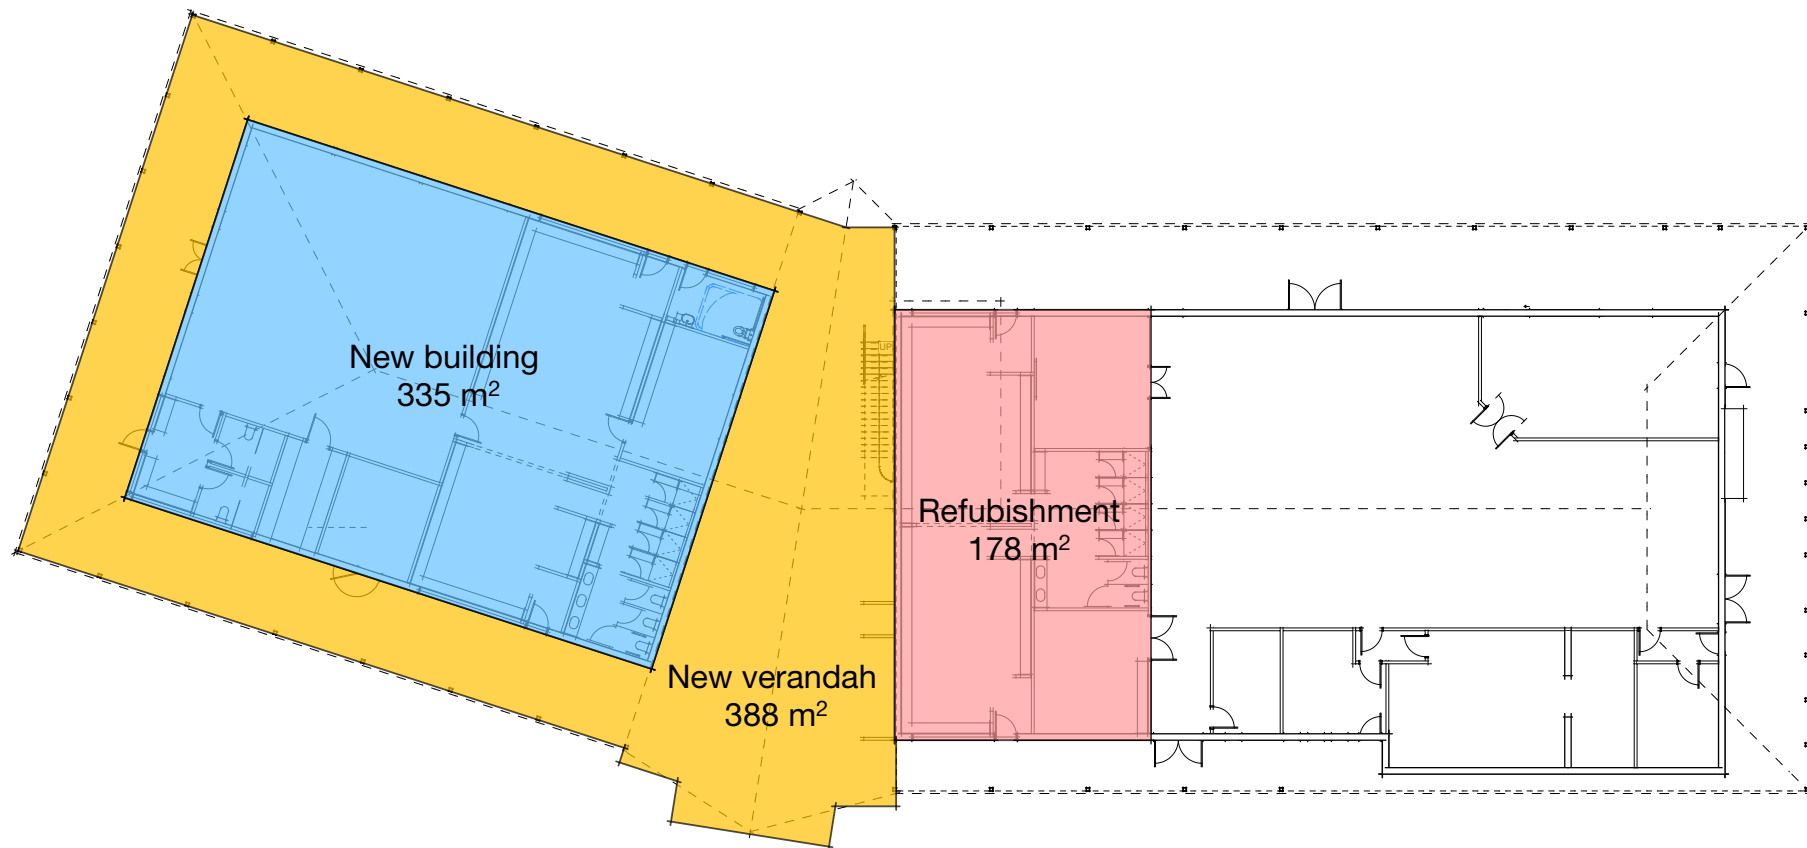 New building
335 m²
UP
Refubishment
178 m²
New verandah
388 m²